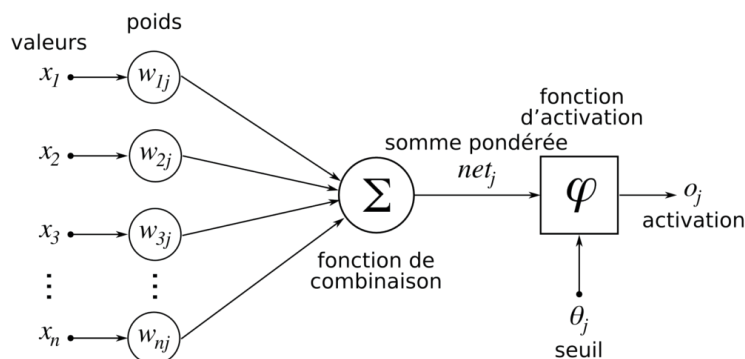 poids
valeurs
x₁ w₁ⱼ
x₂ w₂ⱼ
x₃ w₃ⱼ
⋮ ⋮
xₙ wₙⱼ
Σ
fonction de
combinaison
somme pondérée
netⱼ
fonction
d'activation
φ
oⱼ
activation
θⱼ
seuil